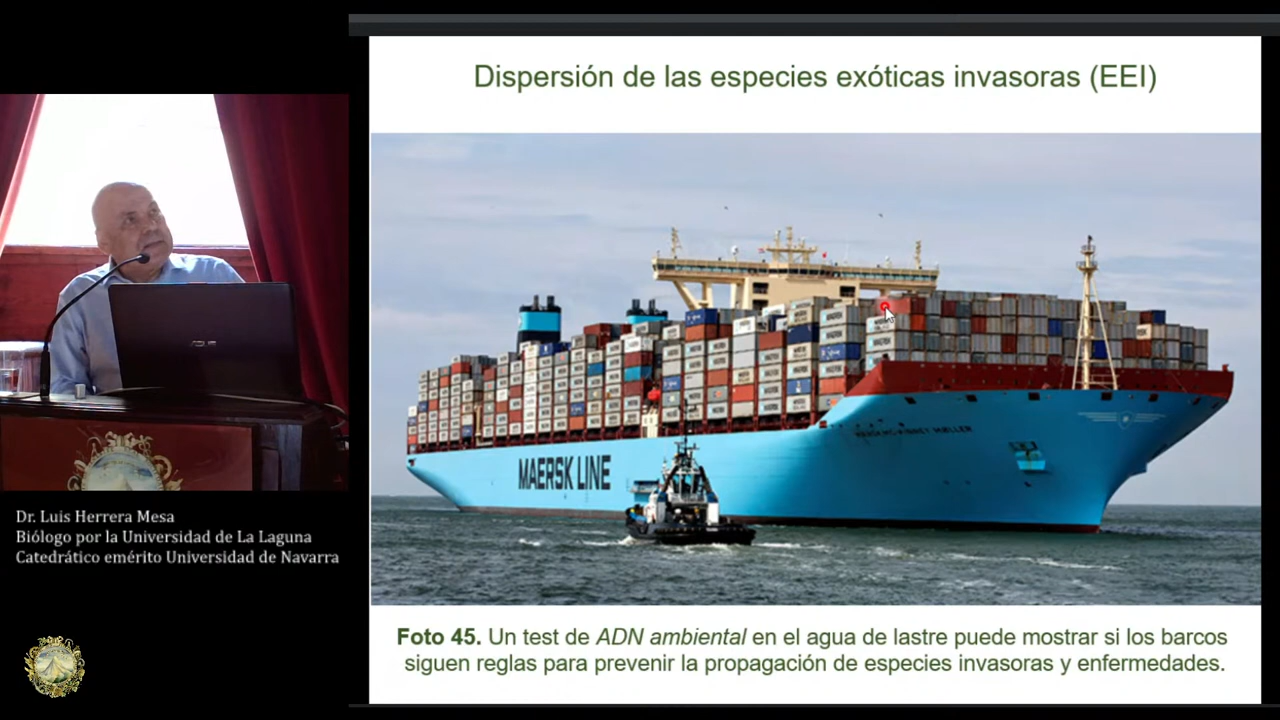 Dispersión de las especies exóticas invasoras (EEI)
MAERSK LINE
ASUS
Dr. Luis Herrera Mesa
Biólogo por la Universidad de La Laguna
Catedrático emérito Universidad de Navarra
Foto 45. Un test de ADN ambiental en el agua de lastre puede mostrar si los barcos
siguen reglas para prevenir la propagación de especies invasoras y enfermedades.